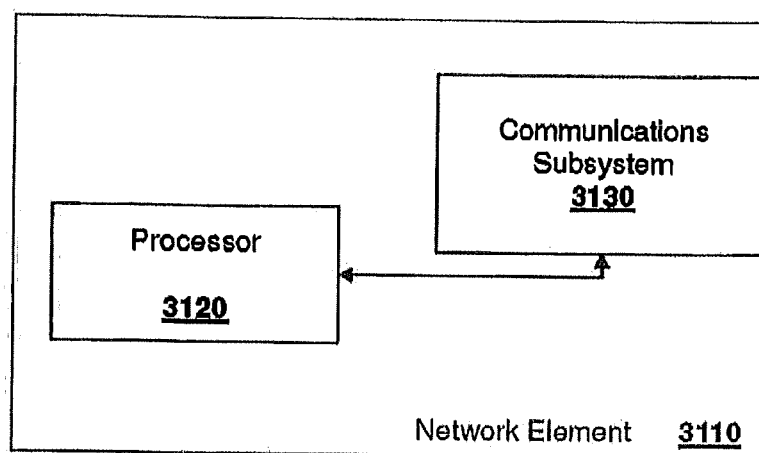 Communications
Subsystem
3130
Processor
3120
Network Element 3110